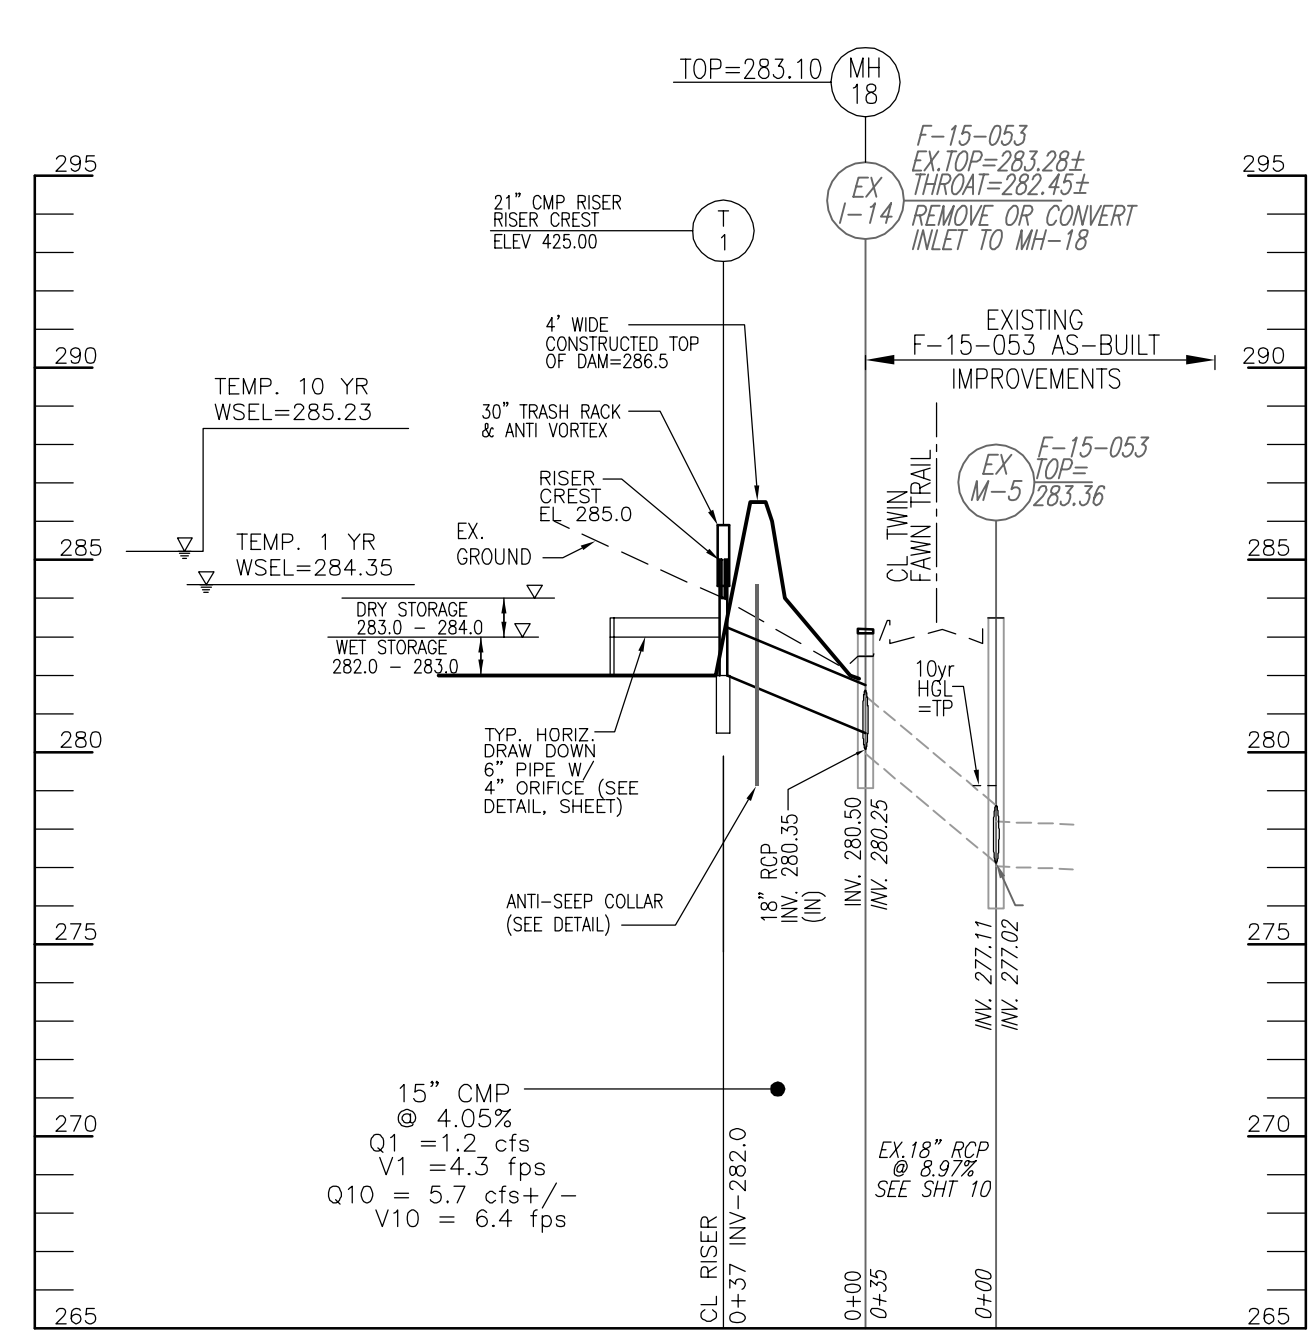 TOP=283.10
MH
18
F-15-053
EX.TOP=283.28±
THROAT=282.45±
REMOVE OR CONVERT
INLET TO MH-18
EX
I-14
295
295
21" CMP RISER
RISER CREST
ELEV 425.00
T
1
4' WIDE
CONSTRUCTED TOP
OF DAM=286.5
EXISTING
F-15-053 AS-BUILT
IMPROVEMENTS
290
290
TEMP. 10 YR
WSEL=285.23
30" TRASH RACK
& ANTI VORTEX
RISER
CREST
EL 285.0
EX.
GROUND
CL TWIN
FAWN TRAIL
EX
M-5
F-15-053
TOP=
283.36
285
285
TEMP. 1 YR
WSEL=284.35
DRY STORAGE
283.0 - 284.0
WET STORAGE
282.0 - 283.0
10yr
HGL
=TP
280
280
TYP. HORIZ.
DRAW DOWN
6" PIPE W/
4" ORIFICE (SEE
DETAIL, SHEET)
18" RCP
INV. 280.35
(IN)
INV. 280.50
INV. 280.25
ANTI-SEEP COLLAR
(SEE DETAIL)
INV. 277.11
INV. 277.02
275
275
15" CMP
@ 4.05%
Q1 =1.2 cfs
V1 =4.3 fps
Q10 = 5.7 cfs+/-
V10 = 6.4 fps
270
270
EX.18" RCP
@ 8.97%
SEE SHT 10
CL RISER
0+37 INV-282.0
0+00
0+35
0+00
265
265